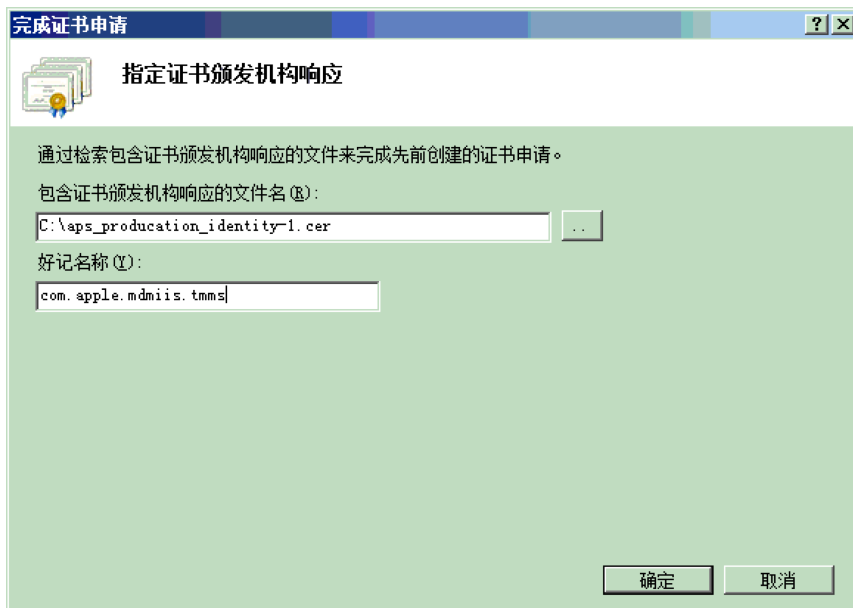 完成证书申请
指定证书颁发机构响应
通过检索包含证书颁发机构响应的文件来完成先前创建的证书申请。
包含证书颁发机构响应的文件名(R):
C:\aps_producation_identity-1.cer
..
好记名称(Y):
com.apple.mdmiis.tmms
确定 取消